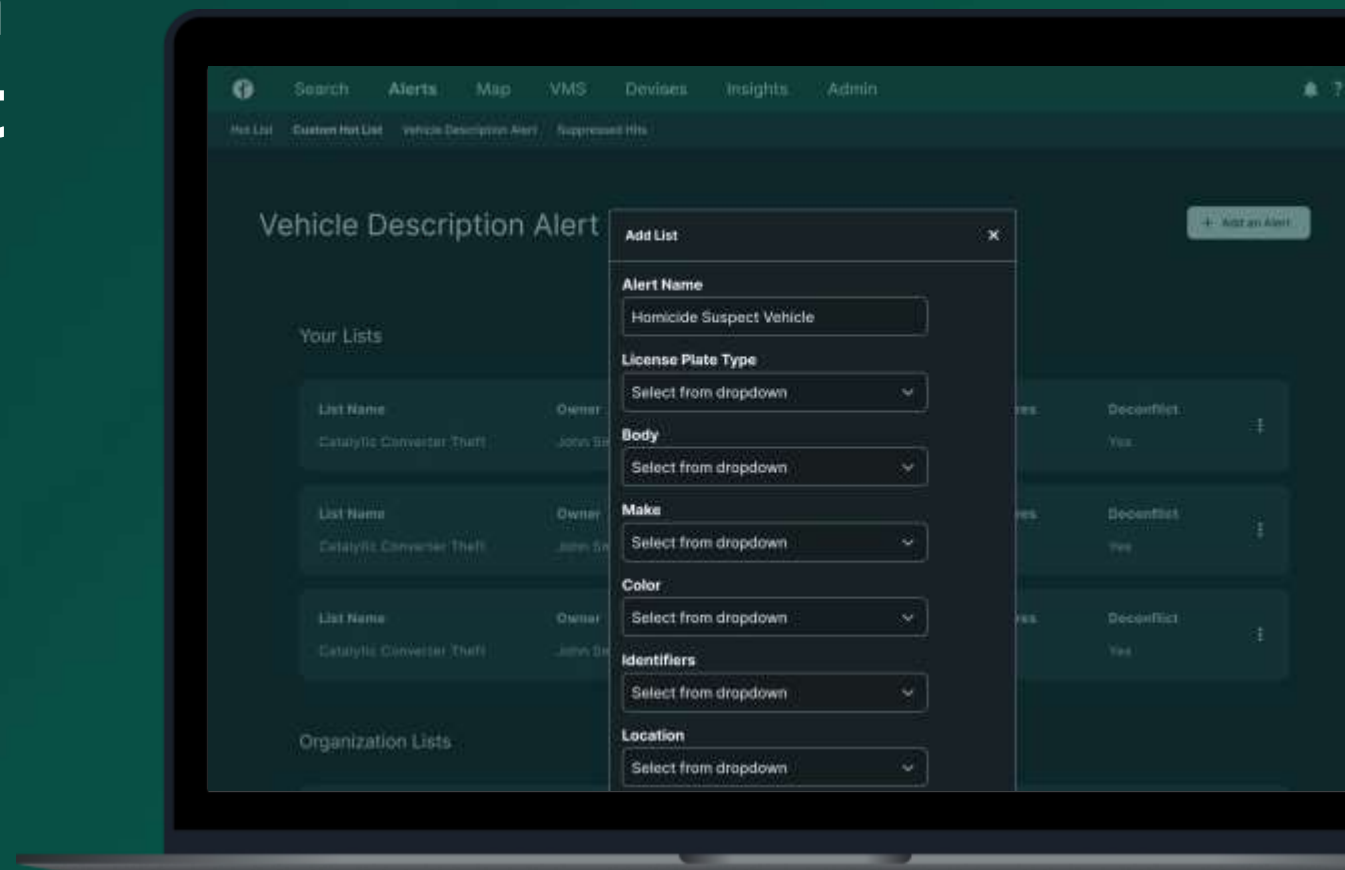 Search Alerts Map VMS Devises Insights Admin ?
Hot List Custom Hot List Vehicle Description Alert Suppressed Hits
Vehicle Description Alert
+ Add an Alert
Add List
Alert Name
Homicide Suspect Vehicle
License Plate Type
Select from dropdown
Body
Select from dropdown
Make
Select from dropdown
Color
Select from dropdown
Identifiers
Select from dropdown
Location
Select from dropdown
Your Lists
List Name Owner Deconflict
Catalytic Converter Theft John Yes
List Name Owner Deconflict
Catalytic Converter Theft John Yes
List Name Owner Deconflict
Catalytic Converter Theft John Yes
Organization Lists